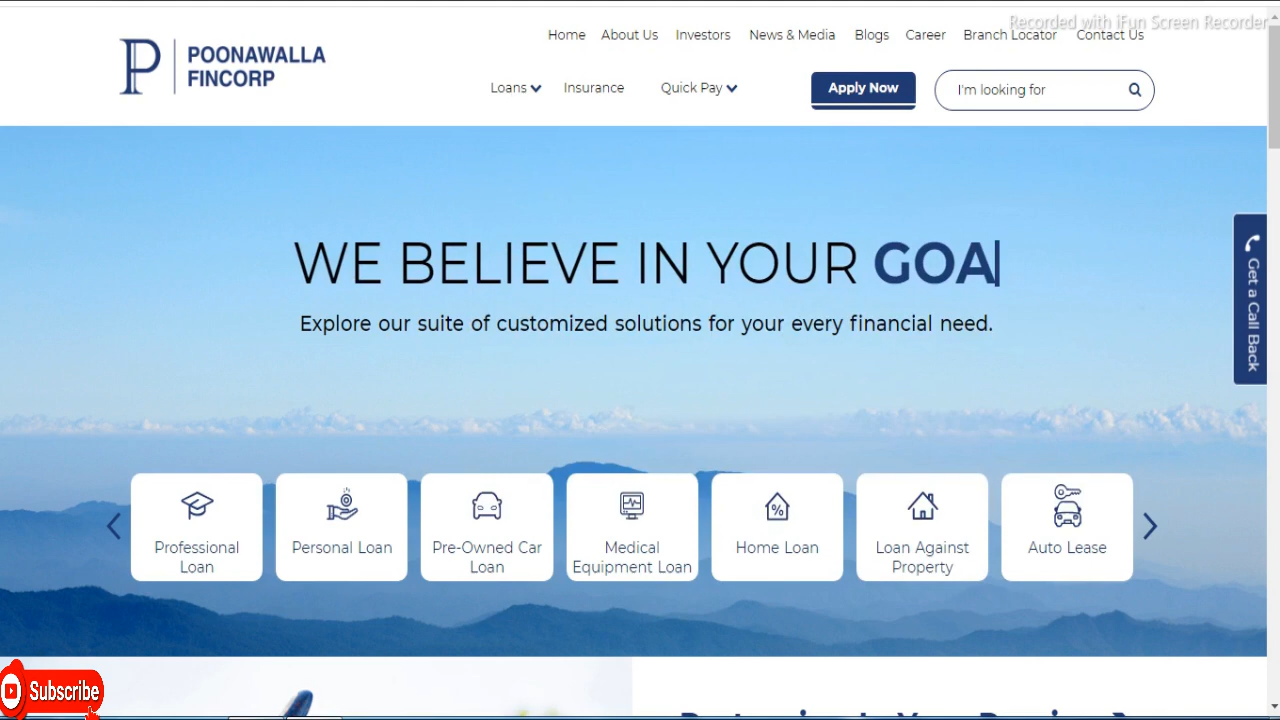 Recorded with iFun Screen Recorder
Home About Us Investors News & Media Blogs Career Branch Locator Contact Us
POONAWALLA
FINCORP
Loans Insurance Quick Pay Apply Now I'm looking for
WE BELIEVE IN YOUR GOA
Explore our suite of customized solutions for your every financial need.
Get a Call Back
Professional
Loan
Personal Loan
Pre-Owned Car
Loan
Medical
Equipment Loan
Home Loan
Loan Against
Property
Auto Lease
Subscribe